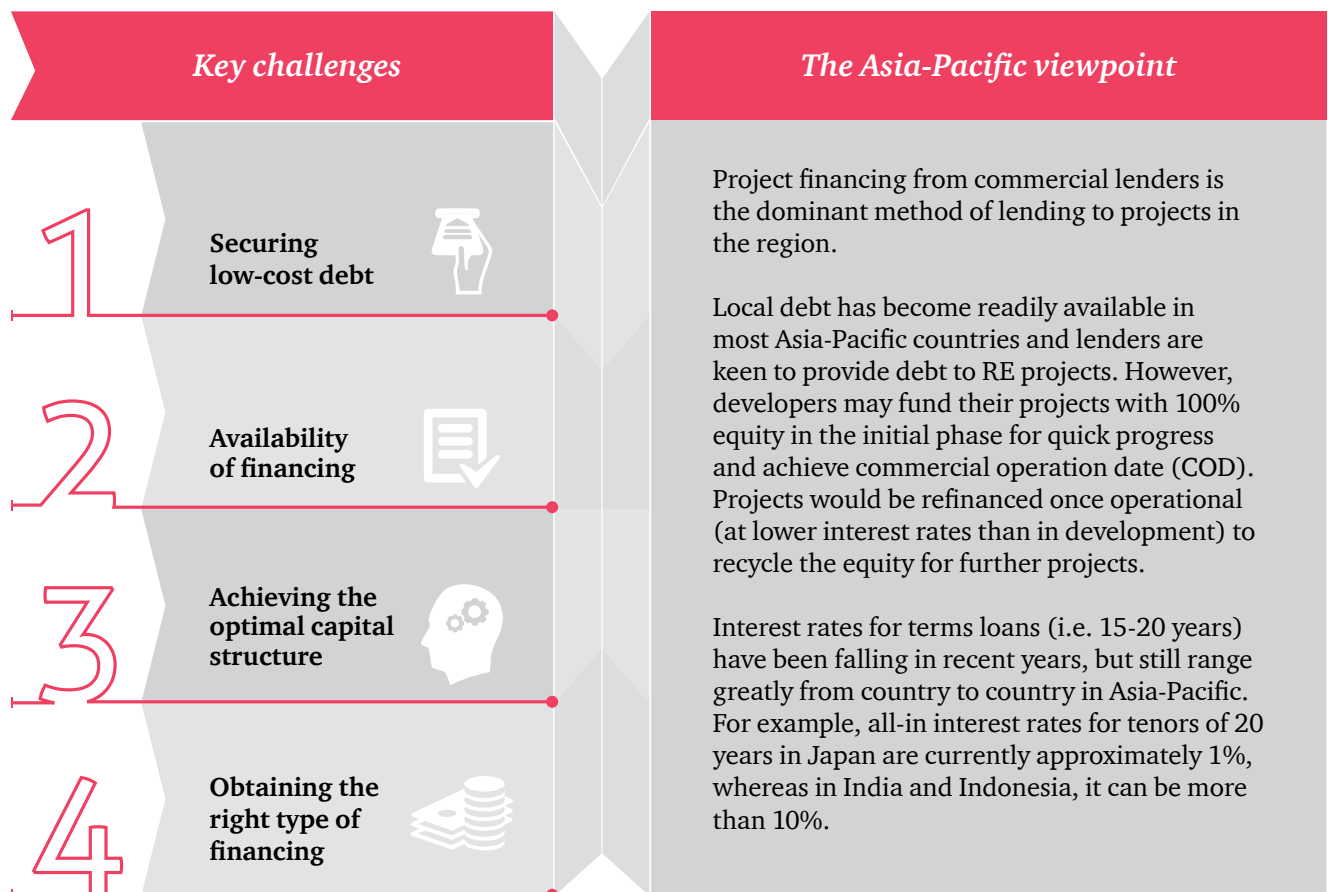 Key challenges
1
Securing
low-cost debt
2
Availability
of financing
3
Achieving the
optimal capital
structure
4
Obtaining the
right type of
financing
The Asia-Pacific viewpoint
Project financing from commercial lenders is
the dominant method of lending to projects in
the region.
Local debt has become readily available in
most Asia-Pacific countries and lenders are
keen to provide debt to RE projects. However,
developers may fund their projects with 100%
equity in the initial phase for quick progress
and achieve commercial operation date (COD).
Projects would be refinanced once operational
(at lower interest rates than in development) to
recycle the equity for further projects.
Interest rates for terms loans (i.e. 15-20 years)
have been falling in recent years, but still range
greatly from country to country in Asia-Pacific.
For example, all-in interest rates for tenors of 20
years in Japan are currently approximately 1%,
whereas in India and Indonesia, it can be more
than 10%.